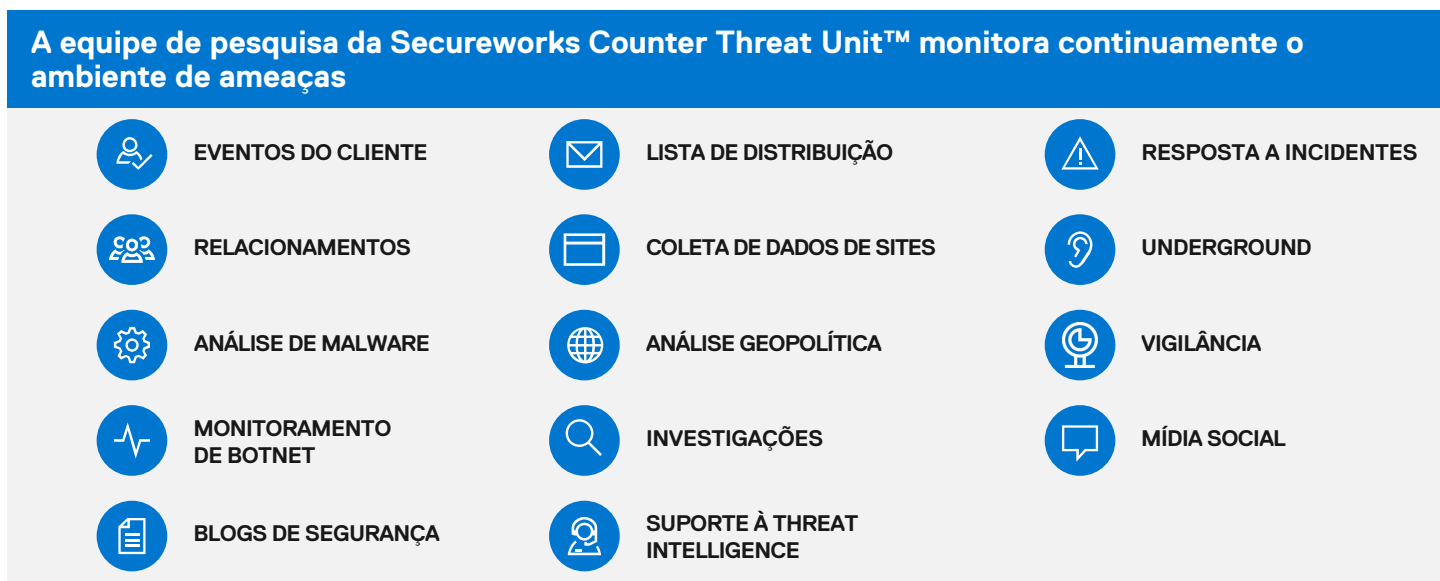 A equipe de pesquisa da Secureworks Counter Threat Unit™ monitora continuamente o
ambiente de ameaças
EVENTOS DO CLIENTE
RELACIONAMENTOS
ANÁLISE DE MALWARE
MONITORAMENTO
DE BOTNET
BLOGS DE SEGURANÇA
LISTA DE DISTRIBUIÇÃO
COLETA DE DADOS DE SITES
ANÁLISE GEOPOLÍTICA
INVESTIGAÇÕES
SUPORTE À THREAT
INTELLIGENCE
RESPOSTA A INCIDENTES
UNDERGROUND
VIGILÂNCIA
MÍDIA SOCIAL